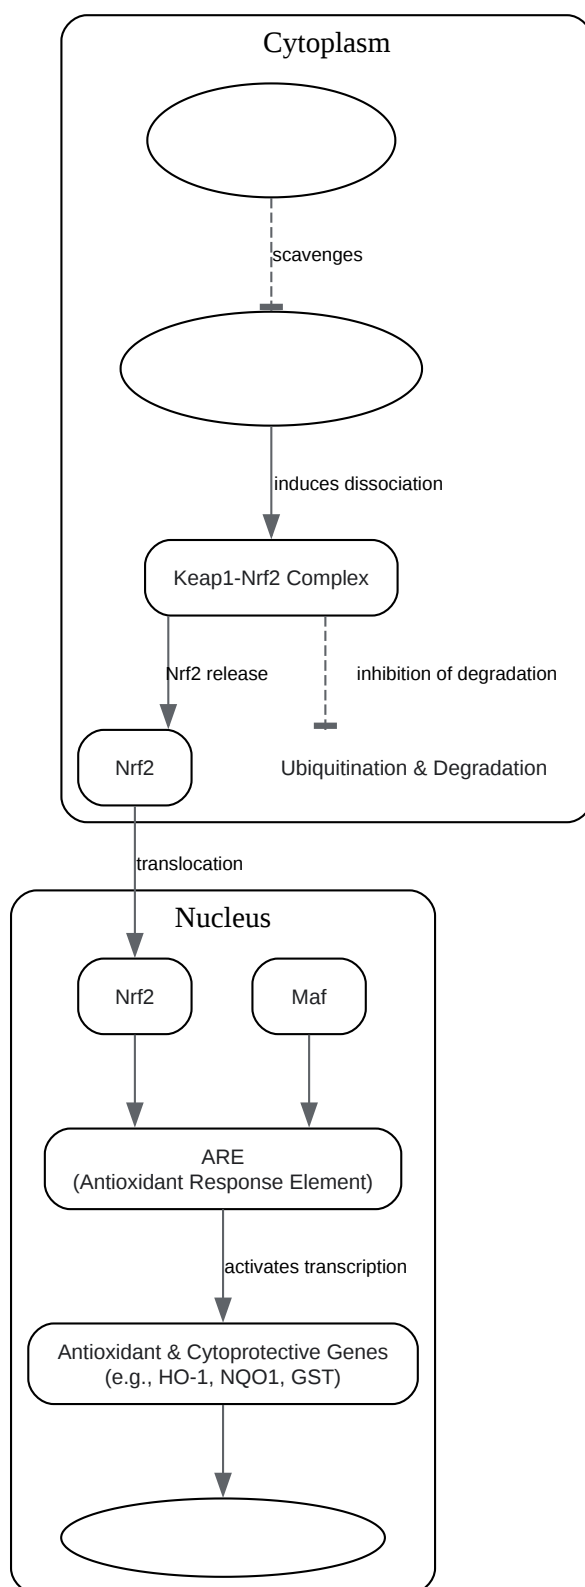 Cytoplasm
scavenges
induces dissociation
Keap1-Nrf2 Complex
Nrf2 release
inhibition of degradation
Nrf2
Ubiquitination & Degradation
translocation
Nucleus
Nrf2
Maf
ARE
(Antioxidant Response Element)
activates transcription
Antioxidant & Cytoprotective Genes
(e.g., HO-1, NQO1, GST)